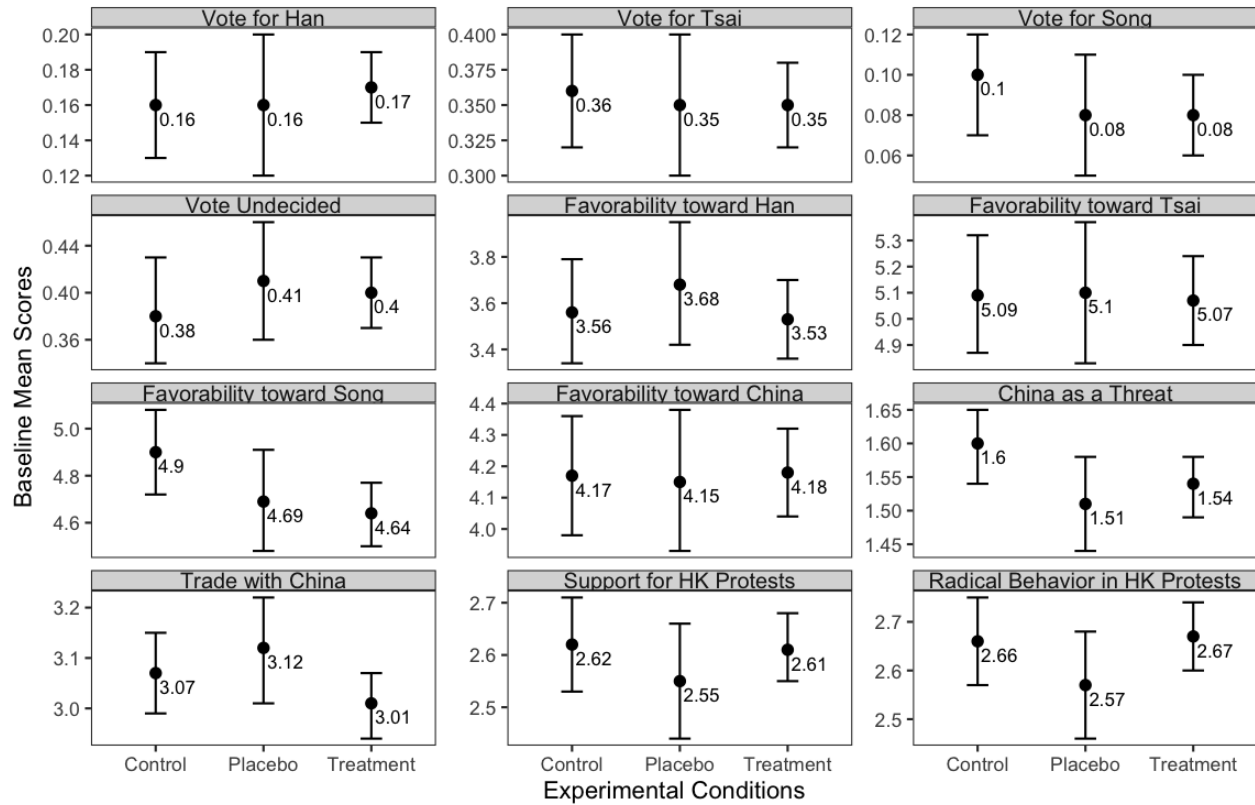 Vote for Han Vote for Tsai Vote for Song
0.20 0.400 0.12
0.18 0.375 0.10
0.16 0.350 0.08
0.14 0.325 0.06
0.12 0.300
0.16 0.16 0.17 0.36 0.35 0.35 0.1 0.08 0.08
Vote Undecided Favorability toward Han Favorability toward Tsai
0.44 3.8 5.3
0.40 3.6 5.2
0.36 3.4 5.1
5.0
4.9
0.38 0.41 0.4 3.56 3.68 3.53 5.09 5.1 5.07
Baseline Mean Scores
Favorability toward Song Favorability toward China China as a Threat
5.0 4.4 1.65
4.8 4.3 1.60
4.6 4.2 1.55
4.1 1.50
4.0 1.45
4.9 4.69 4.64 4.17 4.15 4.18 1.6 1.51 1.54
Trade with China Support for HK Protests Radical Behavior in HK Protests
3.2 2.7 2.7
3.1 2.6 2.6
3.0 2.5 2.5
3.07 3.12 3.01 2.62 2.55 2.61 2.66 2.57 2.67
Control Placebo Treatment Control Placebo Treatment Control Placebo Treatment
Experimental Conditions